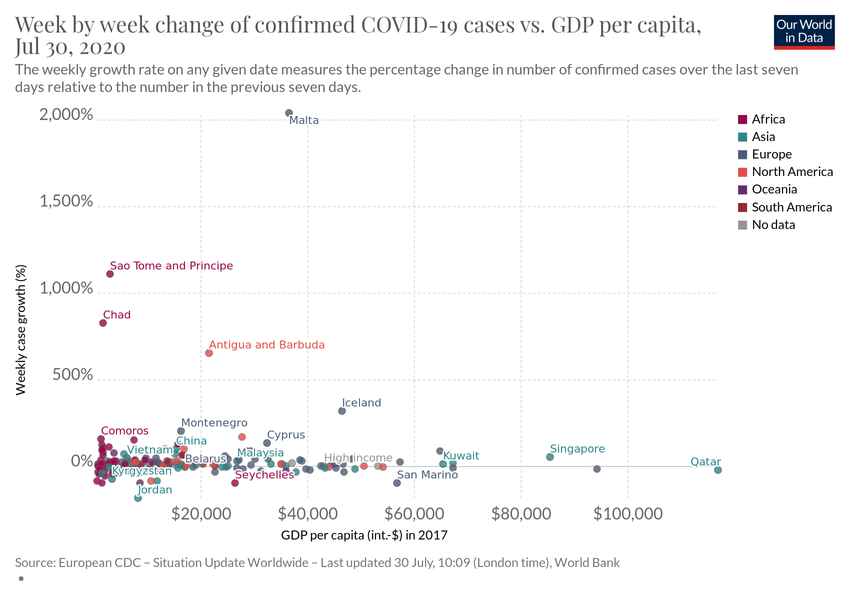 Week by week change of confirmed COVID-19 cases vs. GDP per capita,
Jul 30, 2020
Our World
in Data
The weekly growth rate on any given date measures the percentage change in number of confirmed cases over the last seven
days relative to the number in the previous seven days.
2,000%
Malta
Africa
Asia
Europe
North America
Oceania
South America
No data
1,500%
Sao Tome and Principe
1,000%
Chad
Antigua and Barbuda
Weekly case growth (%)
500%
Iceland
Montenegro
Comoros
Cyprus
China
Vietnam
Malaysia
Singapore
Belarus
High income
Kuwait
Qatar
0%
Kyrgyzstan
Seychelles
San Marino
Jordan
$20,000
$40,000
$60,000
$80,000
$100,000
GDP per capita (int.-$) in 2017
Source: European CDC – Situation Update Worldwide – Last updated 30 July, 10:09 (London time), World Bank